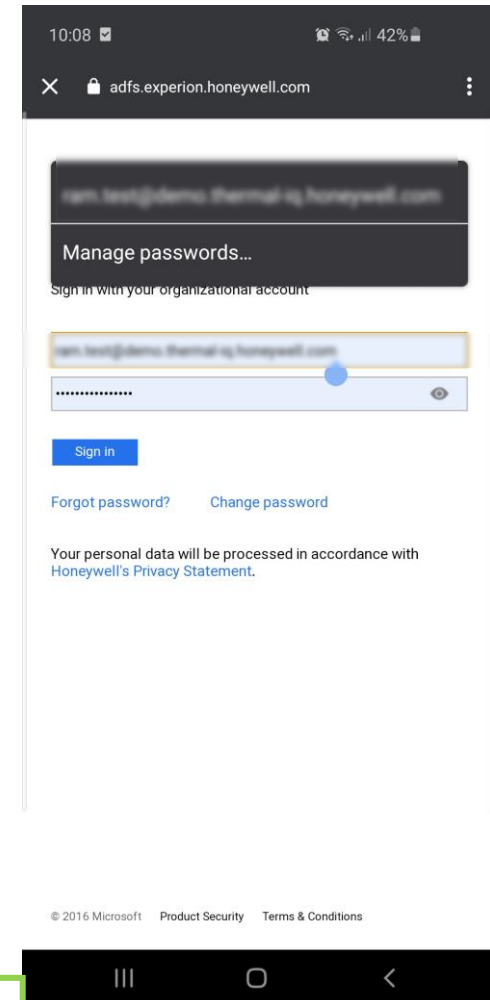 10:08 42%
adfs.experion.honeywell.com
Manage passwords...
Sign in with your organizational account
••••••••••••••••
Sign in
Forgot password? Change password
Your personal data will be processed in accordance with
Honeywell's Privacy Statement.
© 2016 Microsoft Product Security Terms & Conditions